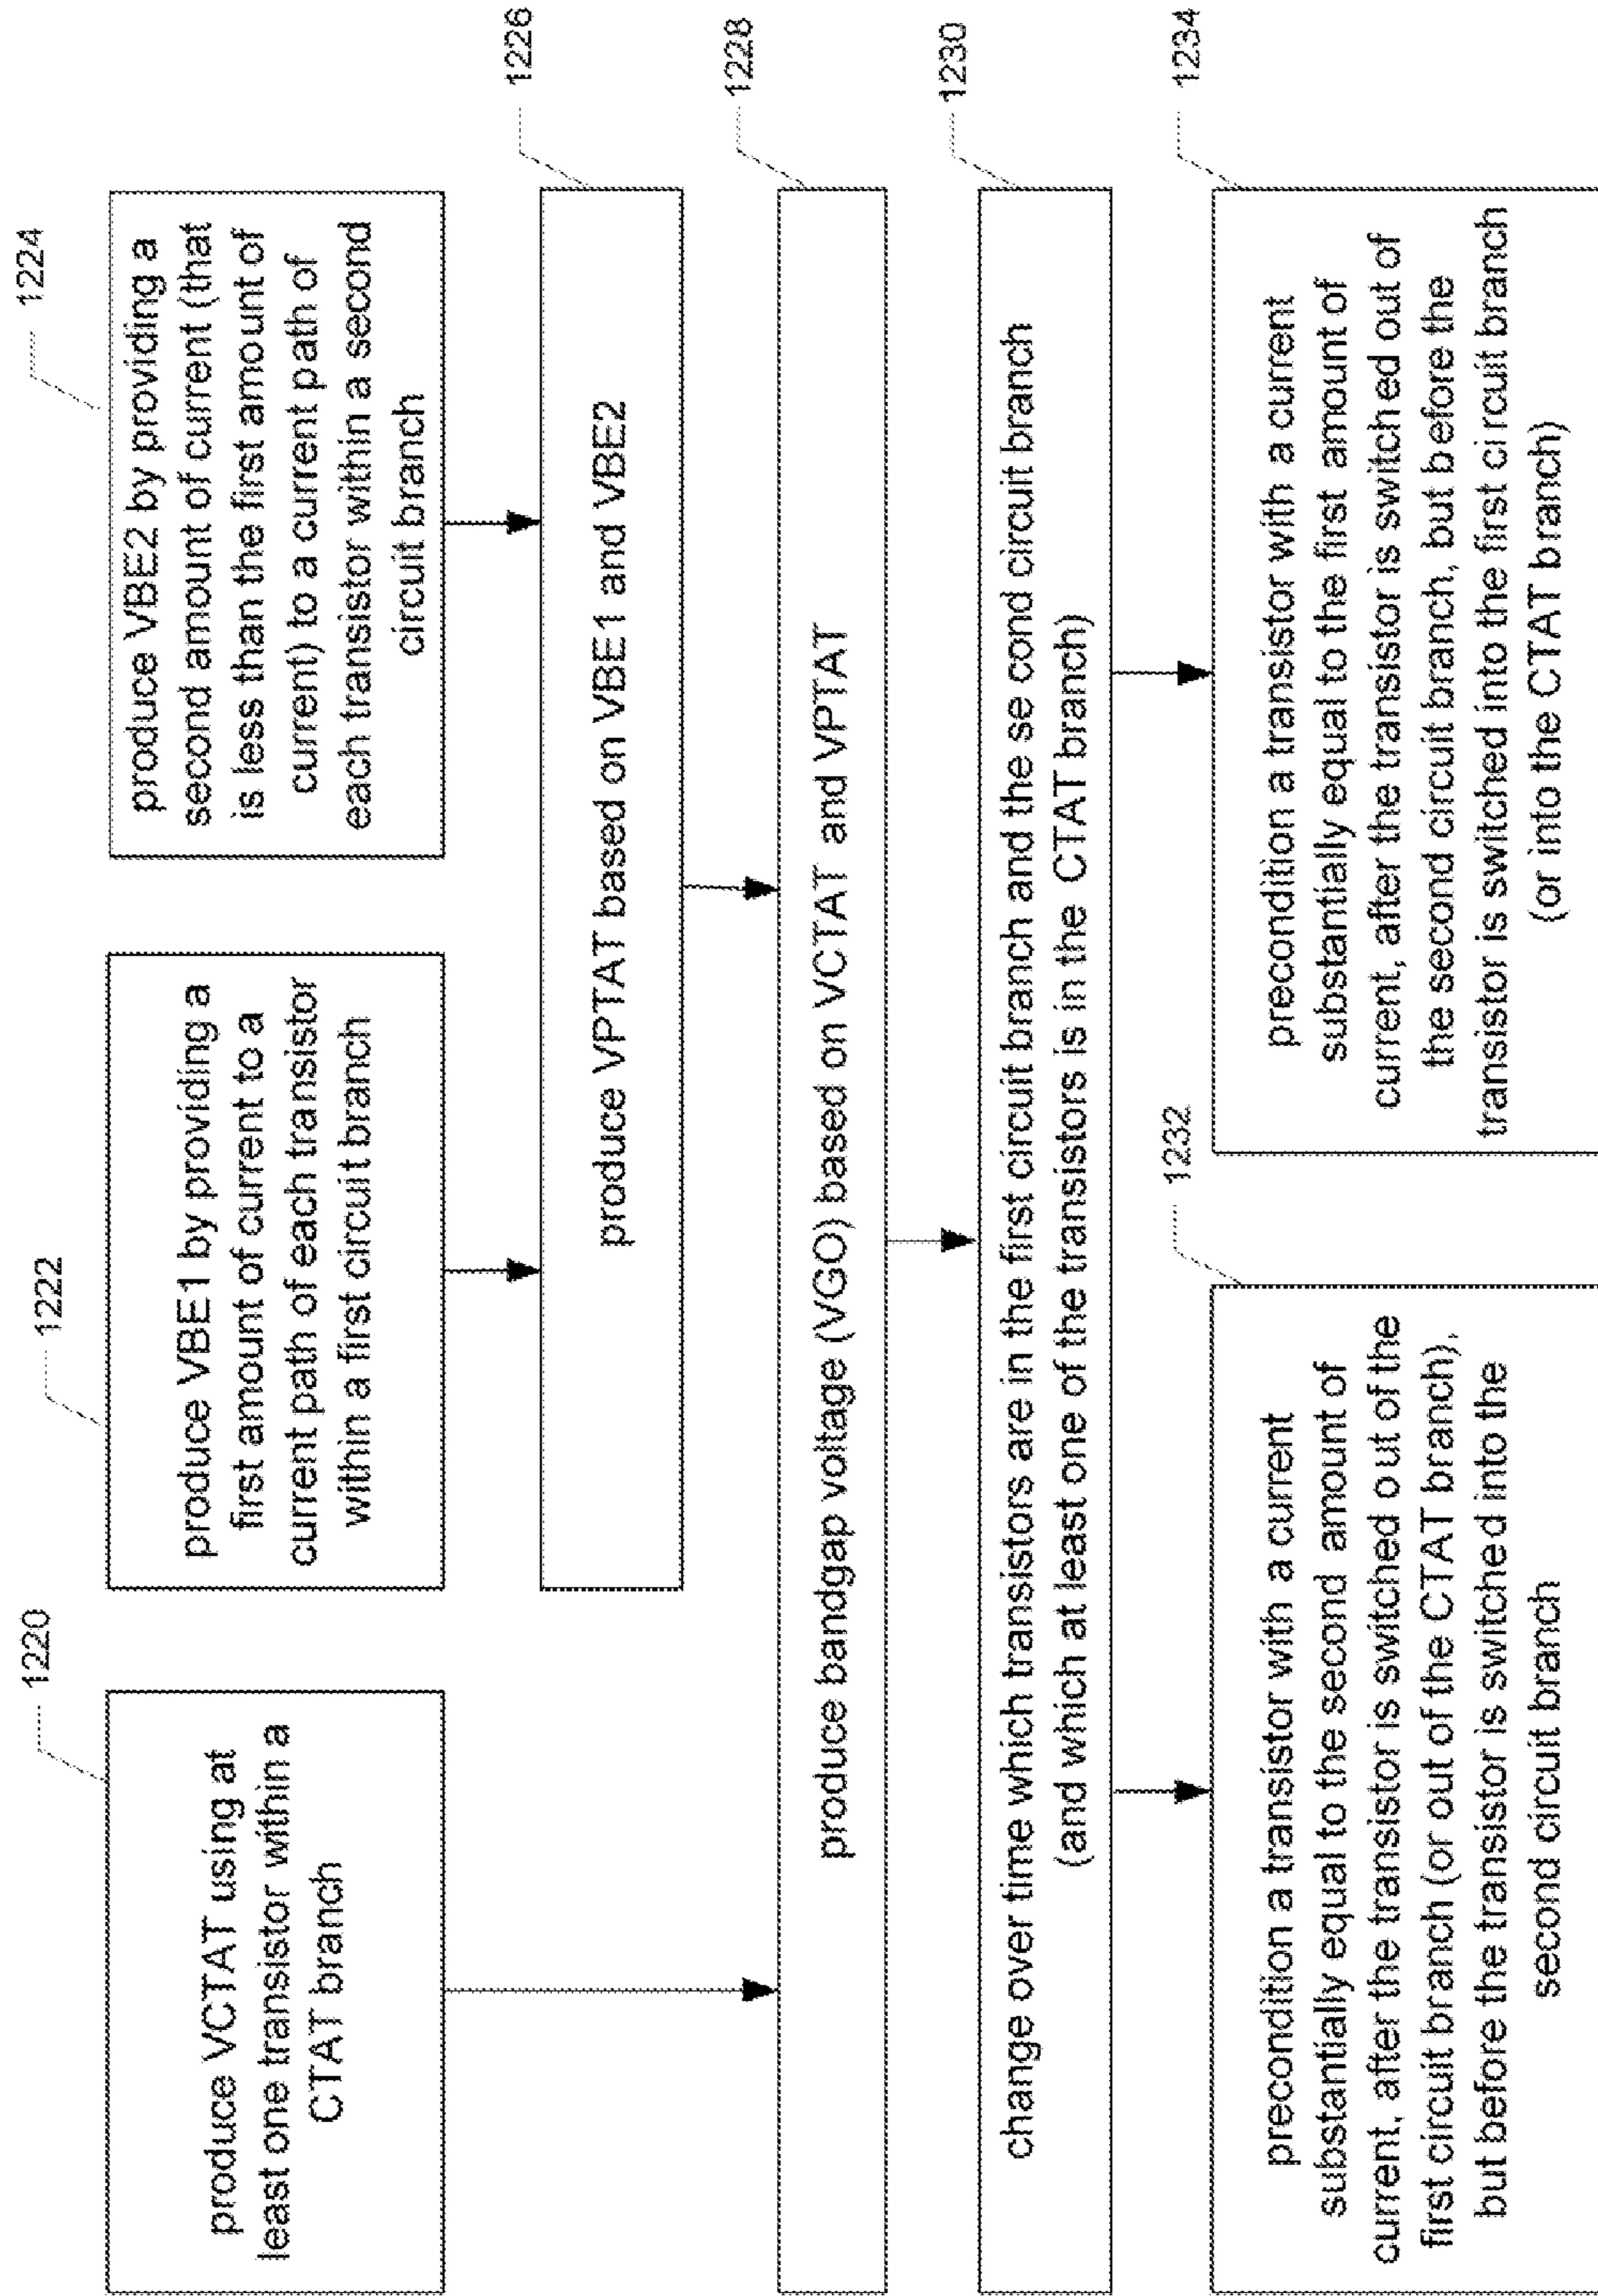 1220
produce VCTAT using at
least one transistor within a
CTAT branch
1222
produce VBE1 by providing a
first amount of current to a
current path of each transistor
within a first circuit branch
1224
produce VBE2 by providing a
second amount of current (that
is less than the first amount of
current) to a current path of
each transistor within a second
circuit branch
1226
produce VPTAT based on VBE1 and VBE2
1228
produce bandgap voltage (VGO) based on VCTAT and VPTAT
1230
change over time which transistors are in the first circuit branch and the se cond circuit branch
(and which at least one of the transistors is in the CTAT branch)
1232
precondition a transistor with a current
substantially equal to the second amount of
current, after the transistor is switched out of the
first circuit branch (or out of the CTAT branch),
but before the transistor is switched into the
second circuit branch
1234
precondition a transistor with a current
substantially equal to the first amount of
current, after the transistor is switched out of
the second circuit branch, but before the
transistor is switched into the first circuit branch
(or into the CTAT branch)